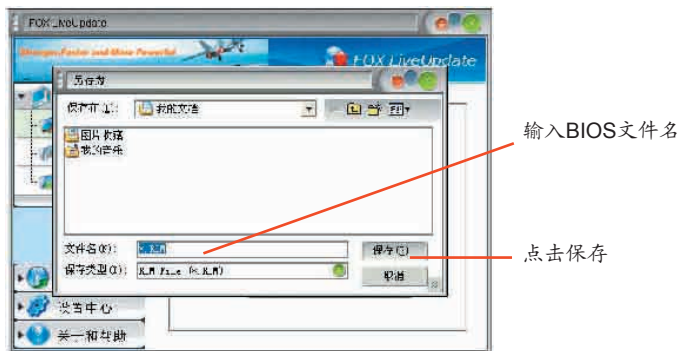 FOX LiveUpdate
Stronger, Faster and More Powerful
FOX LiveUpdate
另存为
保存在(I):
我的文档
图片收藏
我的音乐
输入BIOS文件名
文件名(N):
保存(S)
点击保存
保存类型(T):
取消
设置中心
关于和帮助